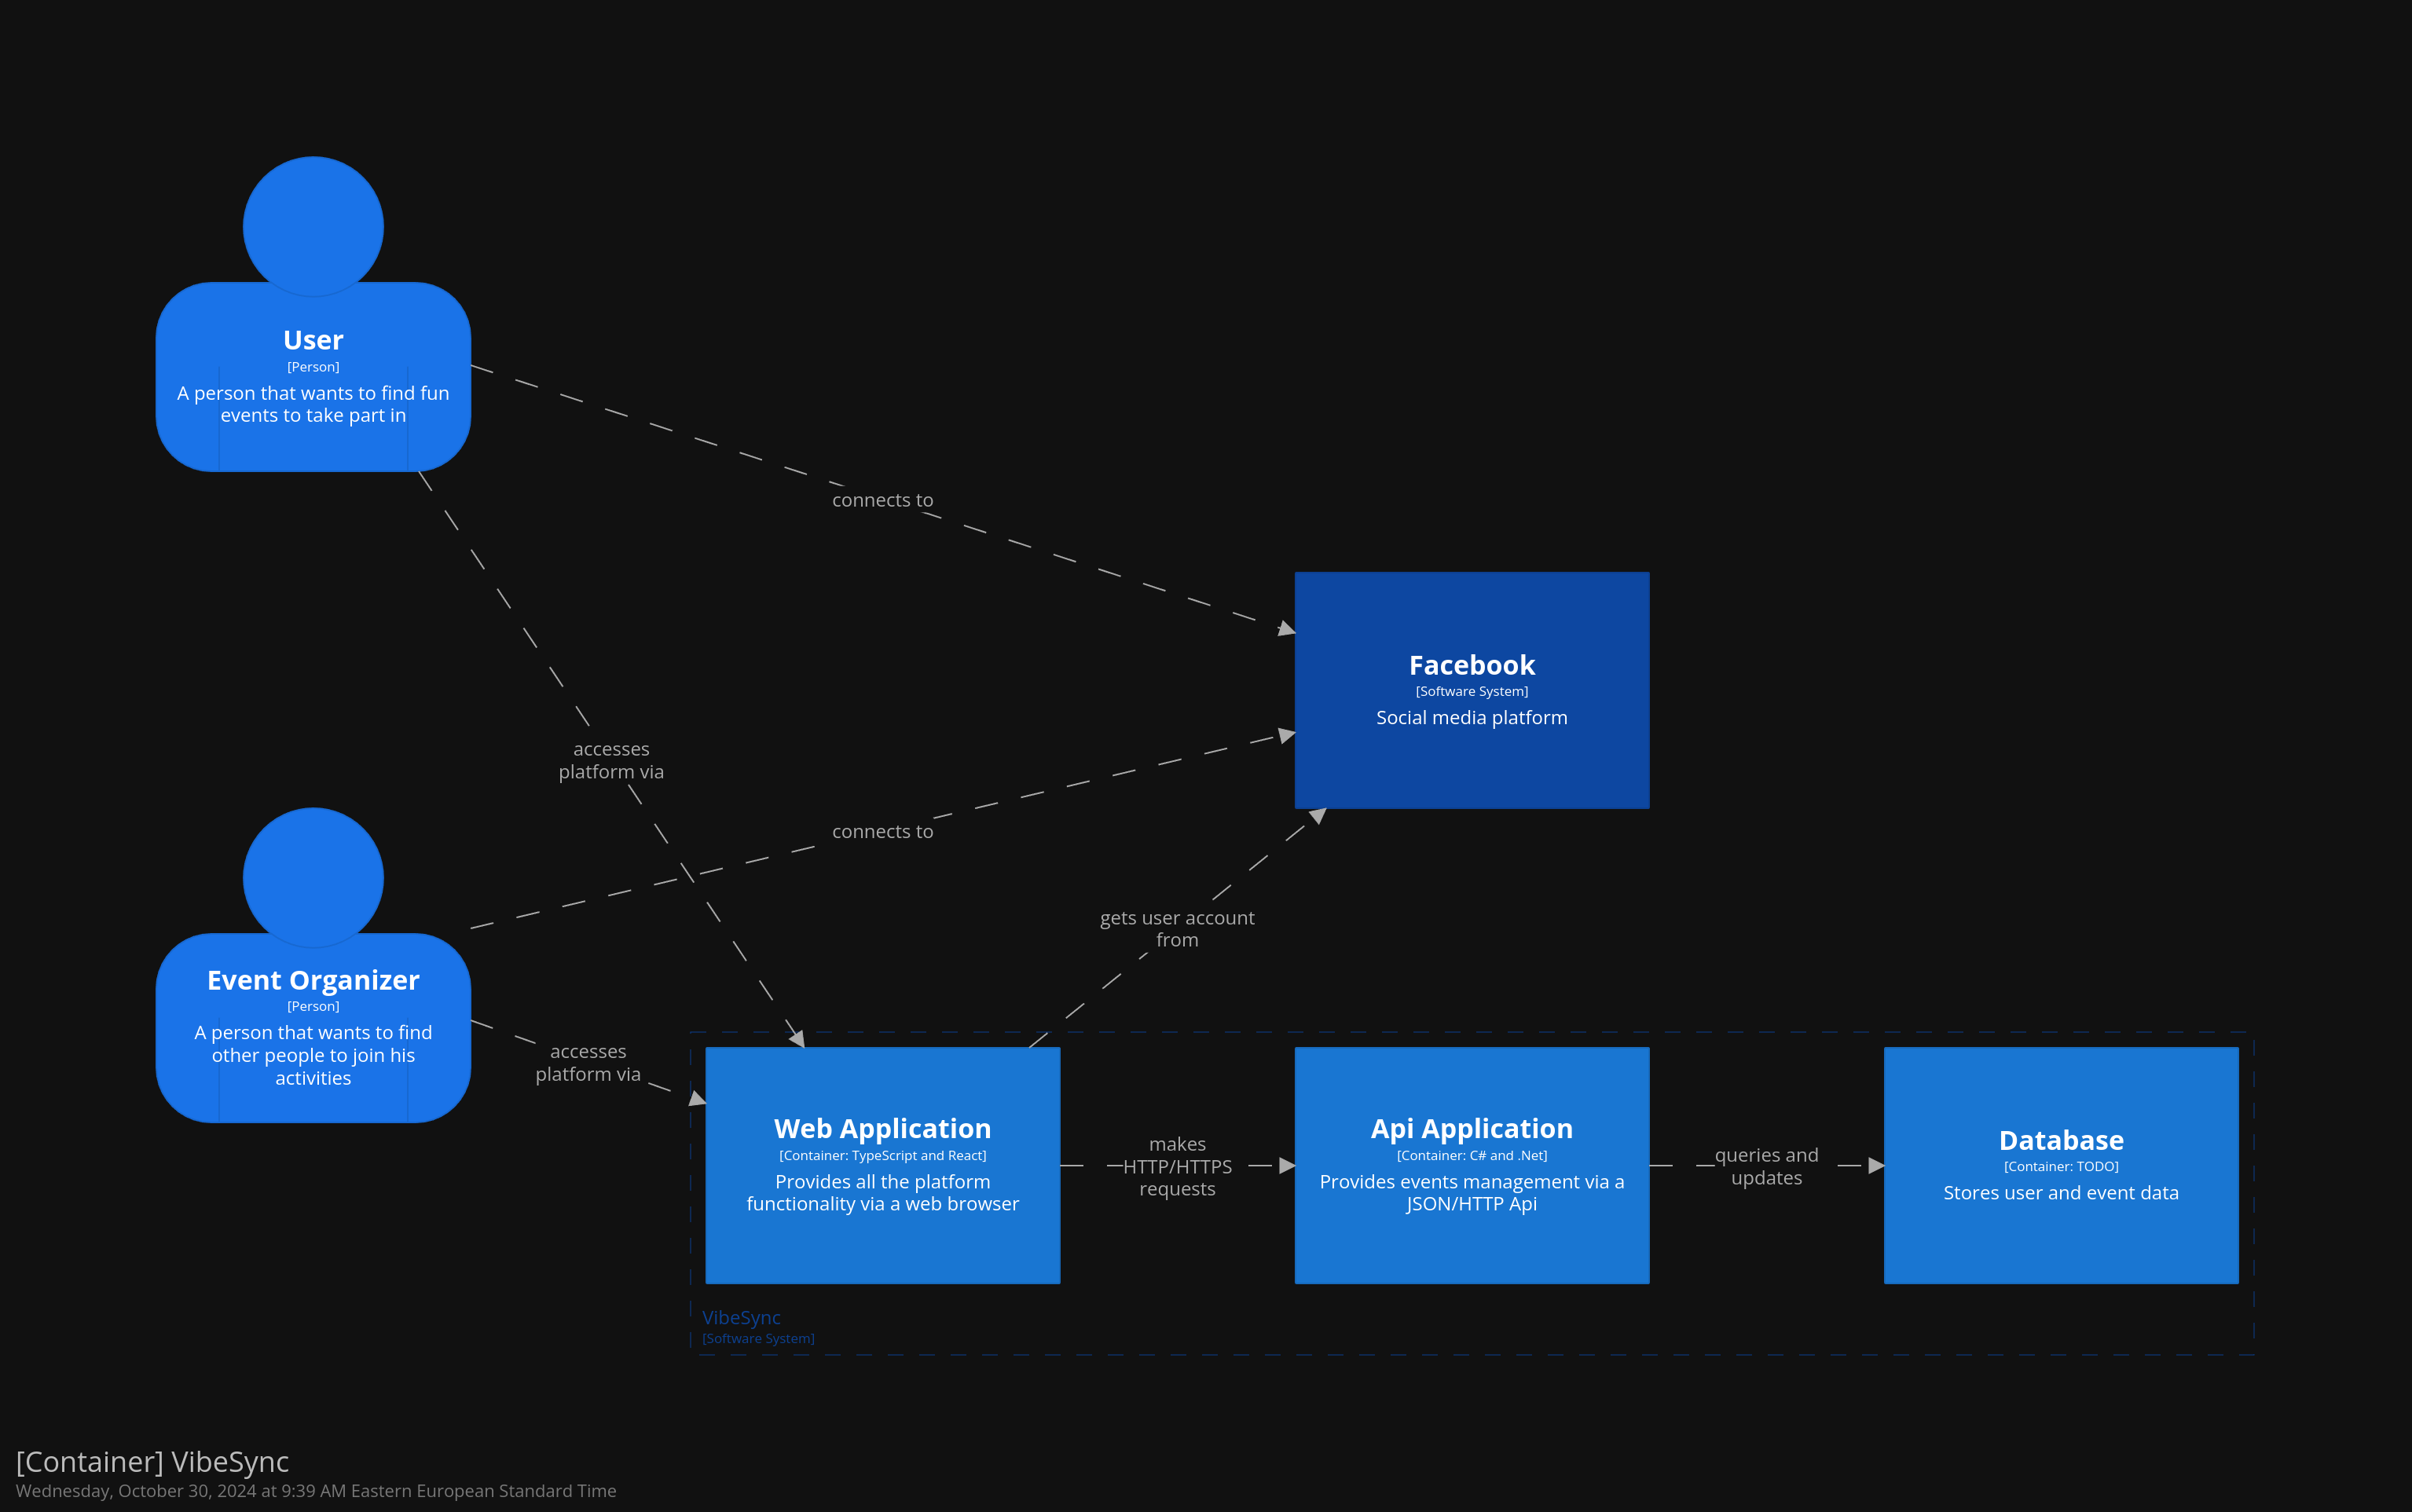 User
[Person]
A person that wants to find fun
events to take part in
connects to
Facebook
[Software System]
Social media platform
accesses
platform via
connects to
gets user account
from
Event Organizer
[Person]
A person that wants to find
other people to join his
activities
accesses
platform via
Web Application
[Container: TypeScript and React]
Provides all the platform
functionality via a web browser
makes
HTTP/HTTPS
requests
Api Application
[Container: C# and .Net]
Provides events management via a
JSON/HTTP Api
queries and
updates
Database
[Container: TODO]
Stores user and event data
VibeSync
[Software System]
[Container] VibeSync
Wednesday, October 30, 2024 at 9:39 AM Eastern European Standard Time